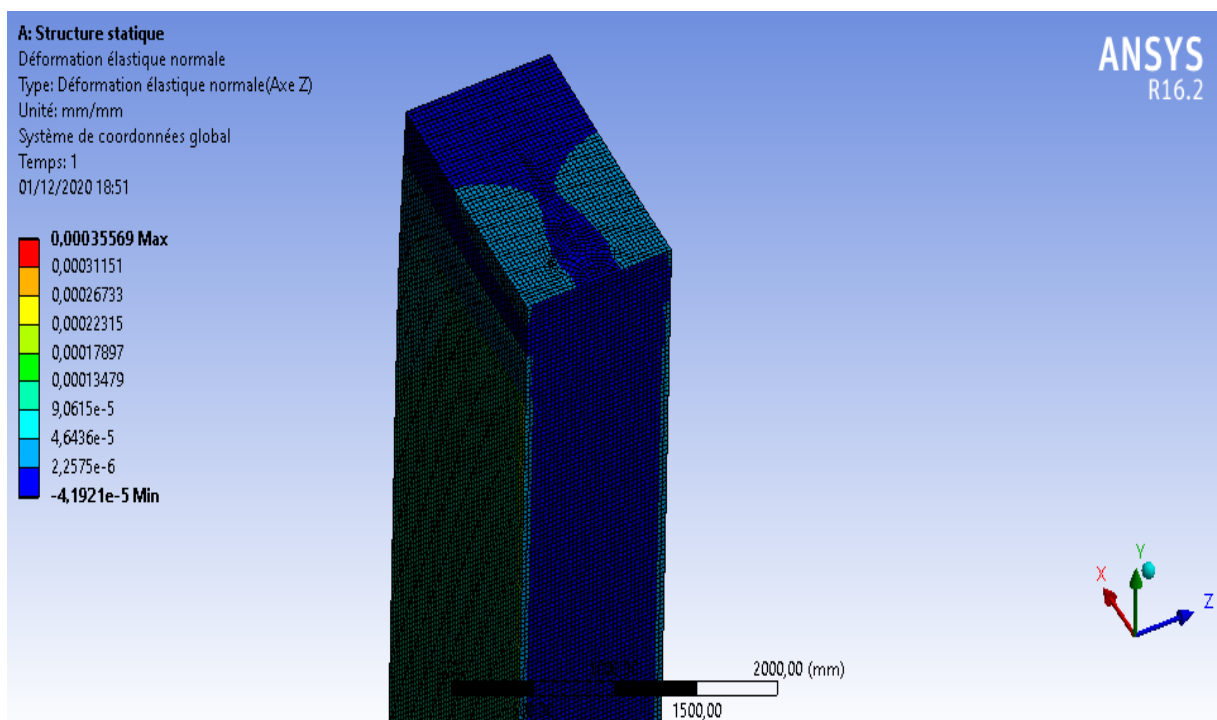 A: Structure statique
Déformation élastique normale
Type: Déformation élastique normale(Axe Z)
Unité: mm/mm
Système de coordonnées global
Temps: 1
01/12/2020 18:51
0,00035569 Max
0,00031151
0,00026733
0,00022315
0,00017897
0,00013479
9,0615e-5
4,6436e-5
2,2575e-6
-4,1921e-5 Min
ANSYS
R16.2
Y
X
Z
2000,00 (mm)
1500,00